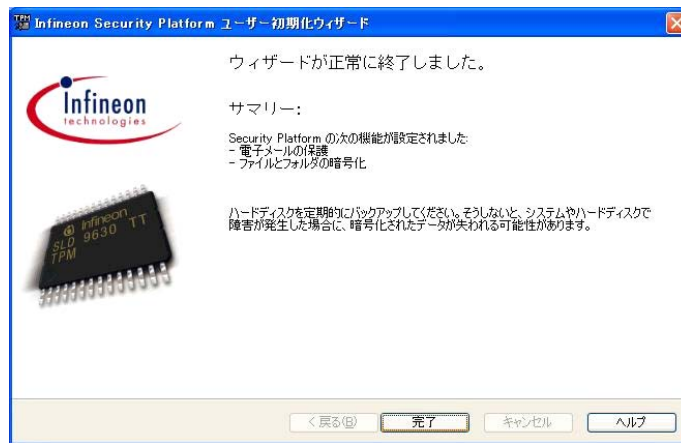 TPM
Infineon Security Platform ユーザー初期化ウィザード
Infineon
technologies
ウィザードが正常に終了しました。
サマリー:
Security Platform の次の機能が設定されました:
- 電子メールの保護
- ファイルとフォルダの暗号化
ハードディスクを定期的にバックアップしてください。そうしないと、システムやハードディスクで
障害が発生した場合に、暗号化されたデータが失われる可能性があります。
Infineon
SLD 9630 TT
TPM
< 戻る(B)
完了
キャンセル
ヘルプ